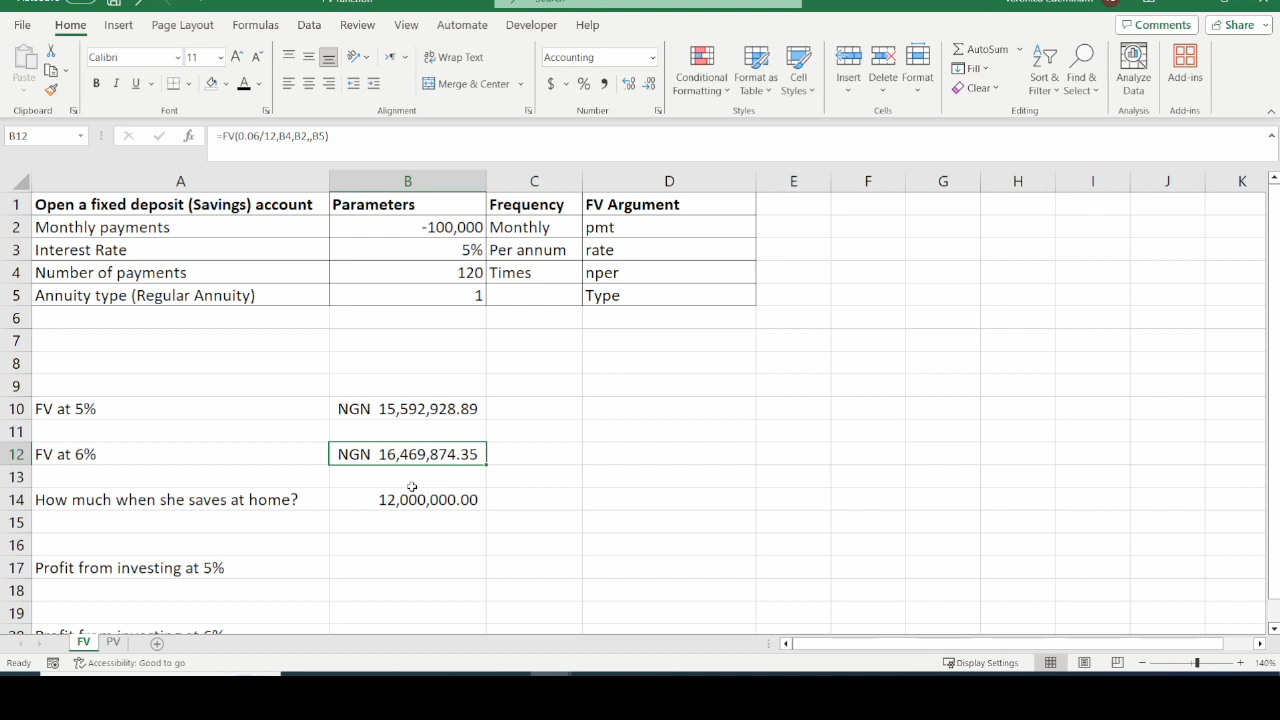 File Home Insert Page Layout Formulas Data Review View Automate Developer Help Comments Share
Calibri 11 Wrap Text Accounting AutoSum
Paste Conditional Format as Cell Insert Delete Format Fill Sort & Find & Analyze Add-ins
B I U A Merge & Center $ % Formatting Table Styles Clear Filter Select Data
Clipboard Font Alignment Number Styles Cells Editing Analysis Add-ins
B12 fx =FV(0.06/12,B4,B2,,B5)
A B C D E F G H I J K
1 Open a fixed deposit (Savings) account Parameters Frequency FV Argument
2 Monthly payments -100,000 Monthly pmt
3 Interest Rate 5% Per annum rate
4 Number of payments 120 Times nper
5 Annuity type (Regular Annuity) 1 Type
6
7
8
9
10 FV at 5% NGN 15,592,928.89
11
12 FV at 6% NGN 16,469,874.35
13
14 How much when she saves at home? 12,000,000.00
15
16
17 Profit from investing at 5%
18
19
20 Profit from investing at 6%
FV PV
Ready Accessibility: Good to go Display Settings 140%